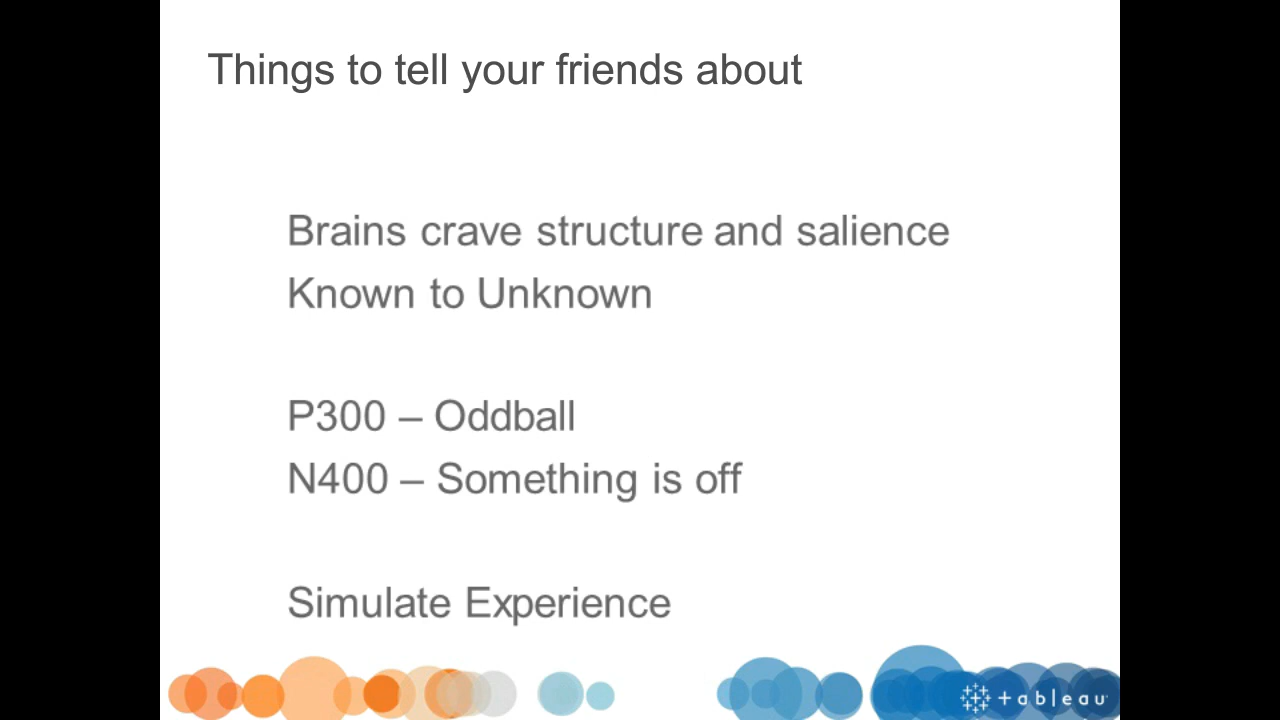 Things to tell your friends about
Brains crave structure and salience
Known to Unknown
P300 – Oddball
N400 – Something is off
Simulate Experience
+ a b l e a u